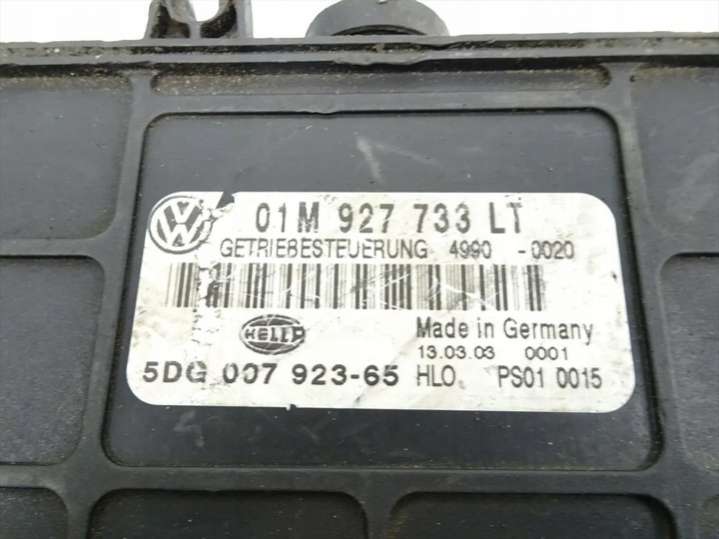 01M 927 733 LT
GETRIEBESTEUERUNG 4990 -0020
HELLA
Made in Germany
13.03.03 0001
5DG 007 923-65 HLO PS01 0015